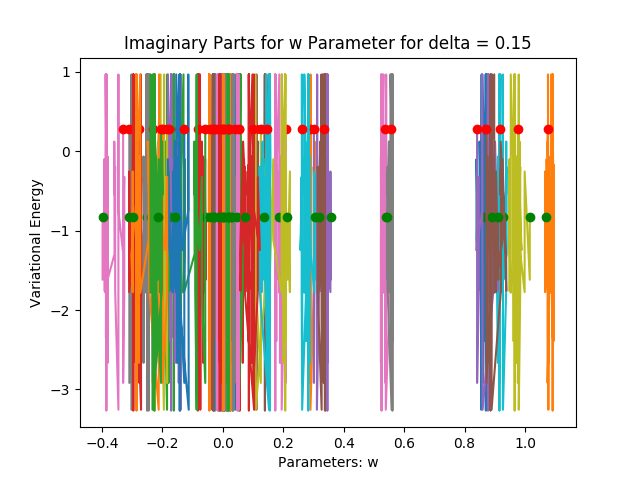 Imaginary Parts for w Parameter for delta = 0.15
Variational Energy
1
0
−1
−2
−3
−0.4 −0.2 0.0 0.2 0.4 0.6 0.8 1.0
Parameters: w